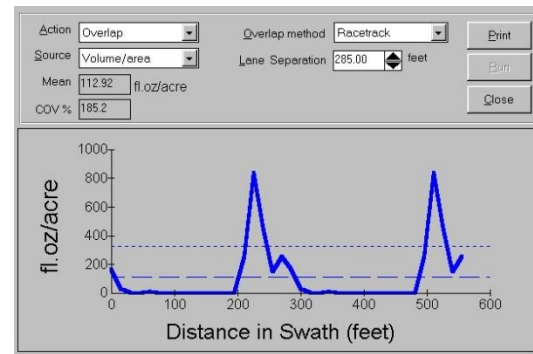 Action Overlap Overlap method Racetrack Print
Source Volume/area Lane Separation 285.00 feet Run
Mean 112.92 fl.oz/acre
COV % 185.2 Close
1000
800
600
400
200
0
fl.oz/acre
0 100 200 300 400 500 600
Distance in Swath (feet)